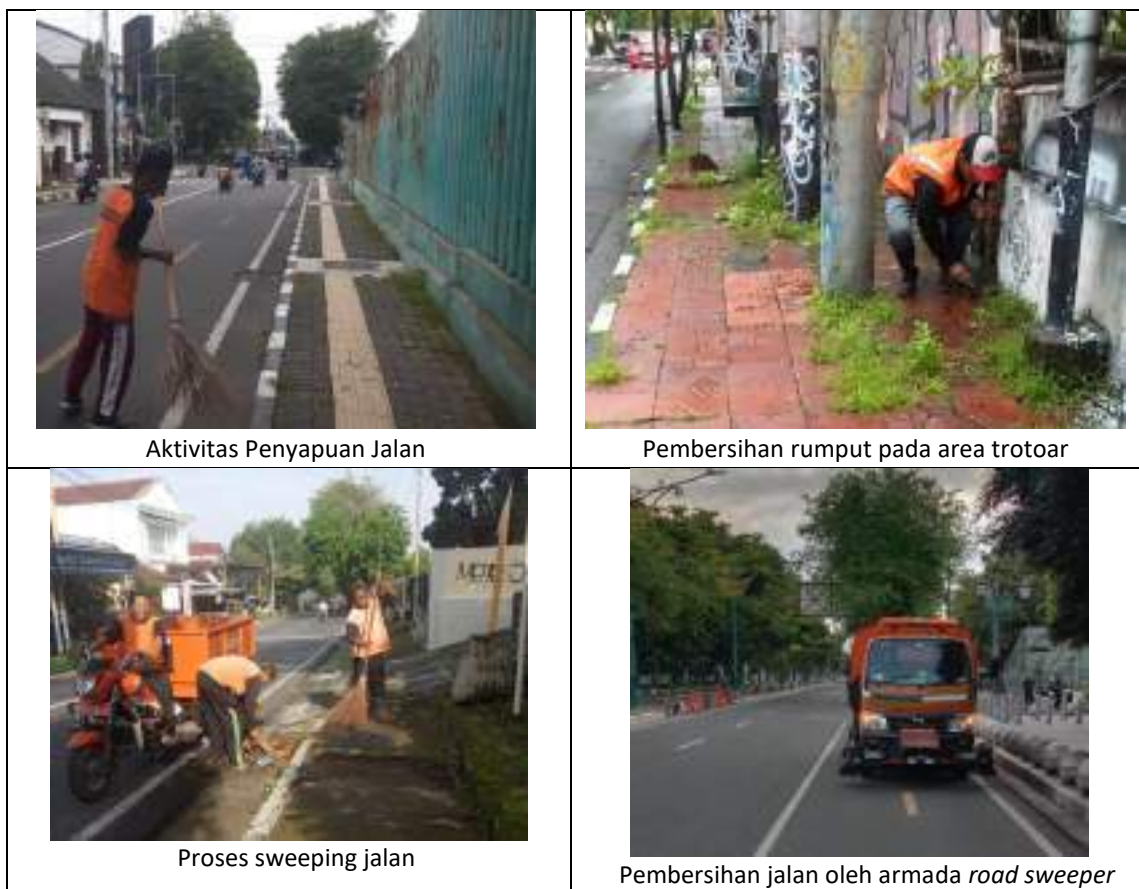 Aktivitas Penyapuan Jalan
Pembersihan rumput pada area trotoar
Proses sweeping jalan
Pembersihan jalan oleh armada road sweeper